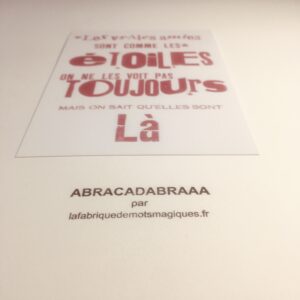 Les vraies amies
SONT COMME LES
ÉTOiLES
ON NE LES VOIT PAS
TOUJOURS
MAIS ON SAIT QU'ELLES SONT
Là
ABRACADABRAAA
par
lafabriquedemotsmagiques.fr